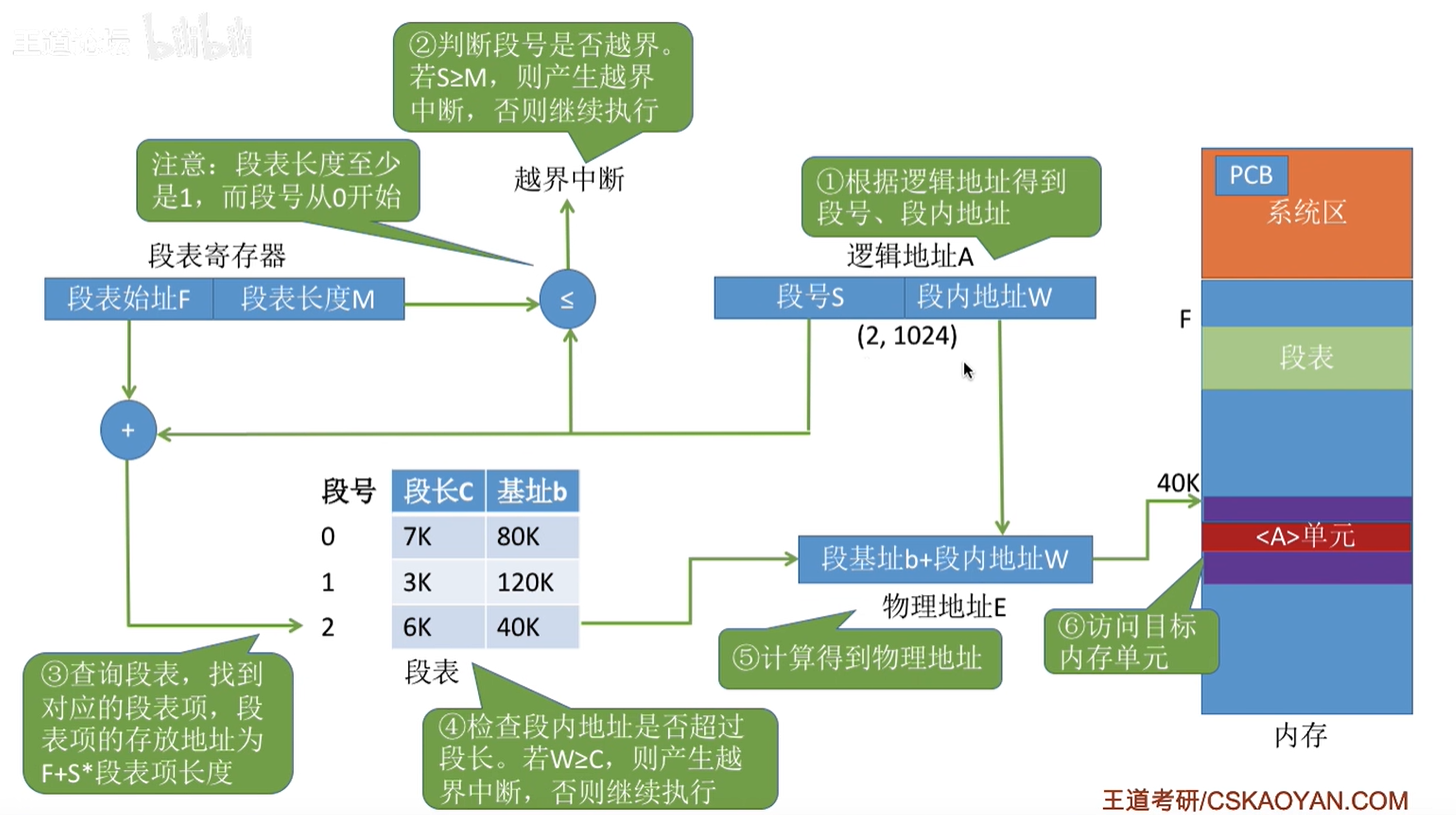 王道论坛 bilibili
②判断段号是否越界。
若S≥M，则产生越界
中断，否则继续执行
注意：段表长度至少
是1，而段号从0开始
越界中断
①根据逻辑地址得到
段号、段内地址
PCB
系统区
段表寄存器
逻辑地址A
段表始址F 段表长度M
≤
段号S 段内地址W
(2, 1024)
F
段表
+
40K
段号 段长C 基址b
0 7K 80K
1 3K 120K
2 6K 40K
段表
<A>单元
段基址b+段内地址W
物理地址E
③查询段表，找到
对应的段表项，段
表项的存放地址为
F+S*段表项长度
④检查段内地址是否超过
段长。若W≥C，则产生越
界中断，否则继续执行
⑤计算得到物理地址
⑥访问目标
内存单元
内存
王道考研/CSKAOYAN.COM